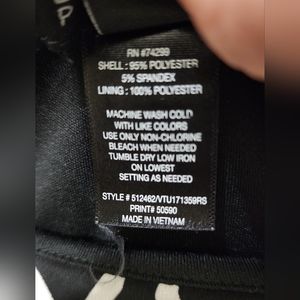 RN #74299
SHELL: 95% POLYESTER
5% SPANDEX
LINING: 100% POLYESTER
MACHINE WASH COLD
WITH LIKE COLORS
USE ONLY NON-CHLORINE
BLEACH WHEN NEEDED
TUMBLE DRY LOW IRON
ON LOWEST
SETTING AS NEEDED
STYLE # 512462/VTU171359RS
PRINT# 50590
MADE IN VIETNAM